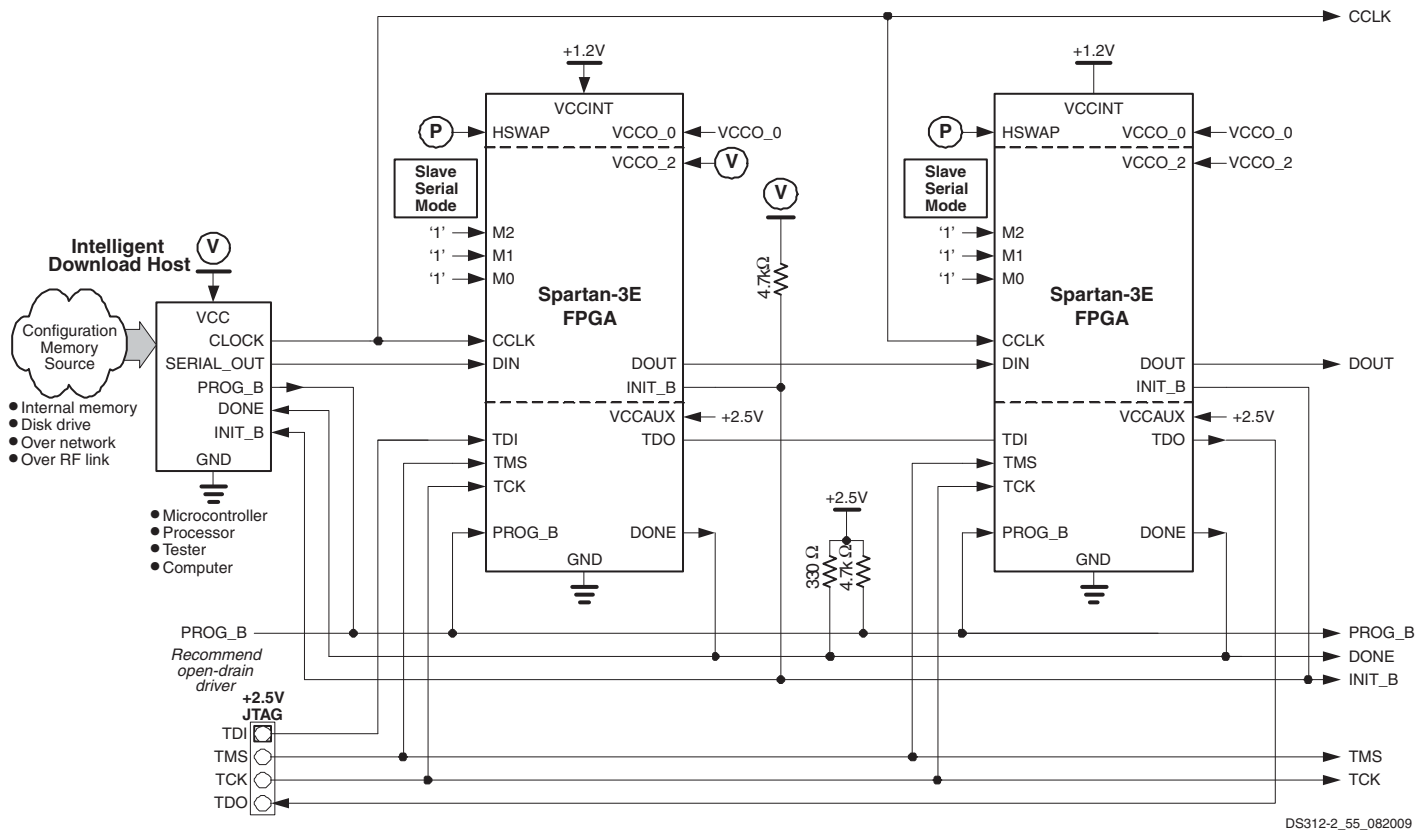 CCLK
+1.2V
+1.2V
VCCINT
VCCINT
P
HSWAP
VCCO_0
VCCO_0
P
HSWAP
VCCO_0
VCCO_0
VCCO_2
V
VCCO_2
VCCO_2
Slave
Serial
Mode
V
Slave
Serial
Mode
'1'
M2
'1'
M1
'1'
M0
4.7kΩ
'1'
M2
'1'
M1
'1'
M0
Intelligent
Download Host
V
Spartan-3E
FPGA
Spartan-3E
FPGA
Configuration
Memory
Source
VCC
CLOCK
SERIAL_OUT
PROG_B
DONE
INIT_B
GND
CCLK
DIN
DOUT
INIT_B
CCLK
DIN
DOUT
INIT_B
DOUT
● Internal memory
● Disk drive
● Over network
● Over RF link
VCCAUX
+2.5V
TDI
TDO
TMS
TCK
VCCAUX
+2.5V
TDI
TDO
TMS
TCK
● Microcontroller
● Processor
● Tester
● Computer
PROG_B
DONE
GND
+2.5V
330 Ω
4.7k Ω
PROG_B
DONE
GND
PROG_B
PROG_B
Recommend
open-drain
driver
DONE
INIT_B
+2.5V
JTAG
TDI
TMS
TMS
TCK
TCK
TDO
DS312-2_55_082009